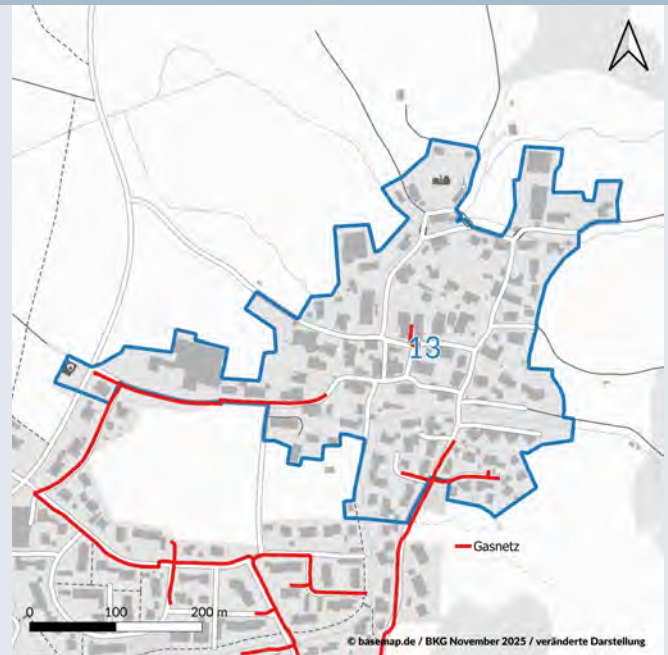 13
Gasnetz
0 100 200 m
© basemap.de / BKG November 2025 / veränderte Darstellung